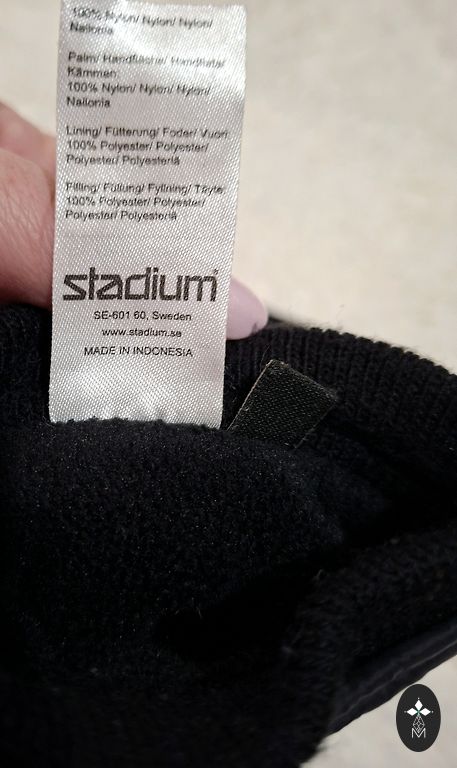 100% Nylon/ Nylon/ Nylon/
Nailonia
Palm/ Handfläche/ Handflata/
Kämmen:
100% Nylon/ Nylon/ Nylon/
Nailonia
Lining/ Fütterung/ Foder/ Vuori:
100% Polyester/ Polyester/
Polyester/ Polyesteriä
Filling/ Füllung/ Fyllning/ Täyte:
100% Polyester/ Polyester/
Polyester/ Polyesteriä
stadium
SE-601 60, Sweden
www.stadium.se
MADE IN INDONESIA
M